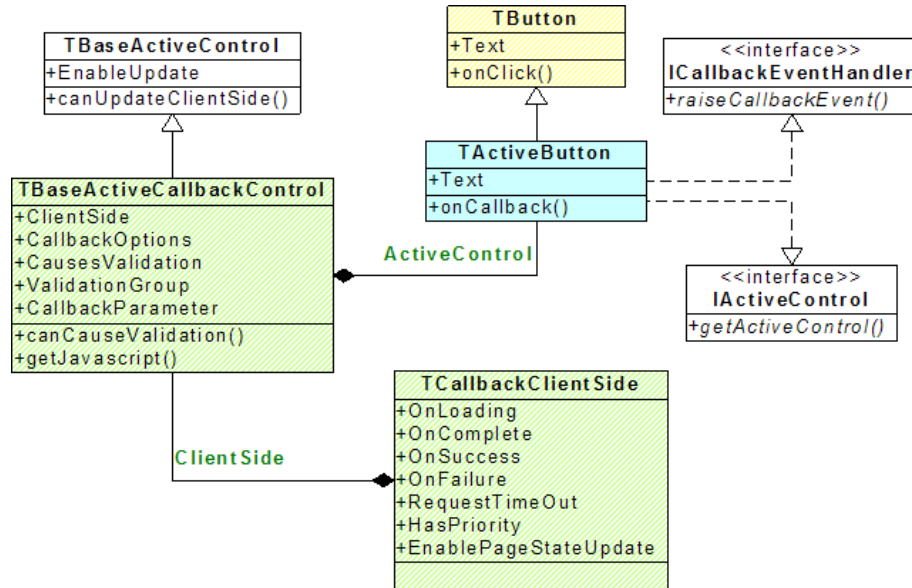 TButton
+Text
+onClick()
TBaseActiveControl
+EnableUpdate
+canUpdateClientSide()
<<interface>>
ICallbackEventHandler
+raiseCallbackEvent()
TActiveButton
+Text
+onCallback()
TBaseActiveCallbackControl
+ClientSide
+CallbackOptions
+CausesValidation
+ValidationGroup
+CallbackParameter
+canCauseValidation()
+getJavascript()
ActiveControl
<<interface>>
IActiveControl
+getActiveControl()
TCallbackClientSide
+OnLoading
+OnComplete
+OnSuccess
+OnFailure
+RequestTimeOut
+HasPriority
+EnablePageStateUpdate
ClientSide